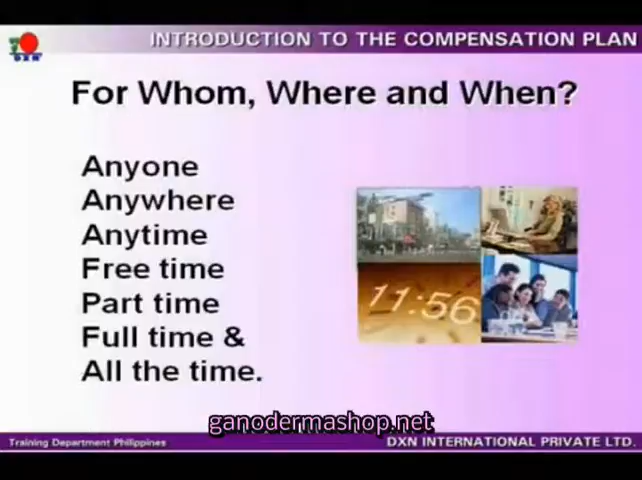 INTRODUCTION TO THE COMPENSATION PLAN
DXN
For Whom, Where and When?
Anyone
Anywhere
Anytime
Free time
Part time
Full time &
All the time.
11:56
ganodermashop.net
Training Department Philippines
DXN INTERNATIONAL PRIVATE LTD.